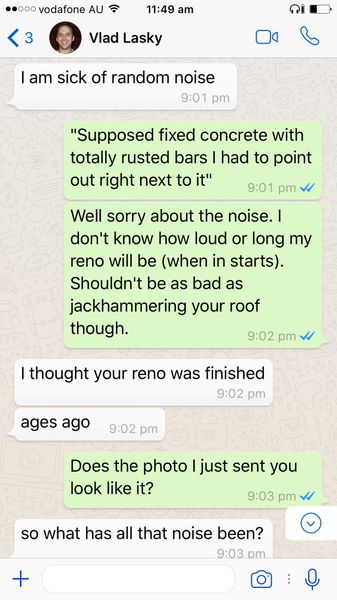 vodafone AU 11:49 am
3 Vlad Lasky
I am sick of random noise
9:01 pm
"Supposed fixed concrete with
totally rusted bars I had to point
out right next to it"
9:01 pm
Well sorry about the noise. I
don't know how loud or long my
reno will be (when in starts).
Shouldn't be as bad as
jackhammering your roof
though.
9:02 pm
I thought your reno was finished
9:02 pm
ages ago
9:02 pm
Does the photo I just sent you
look like it?
9:03 pm
so what has all that noise been?
9:03 pm